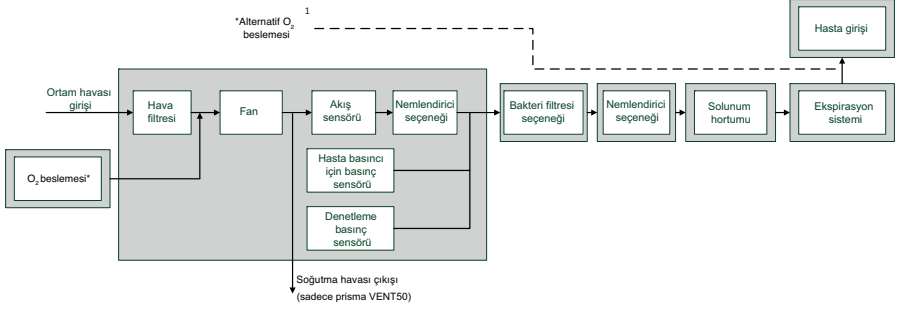 *Alternatif O₂ 1
beslemesi
Hasta girişi
Ortam havası
girişi
Hava
filtresi
Fan
Akış
sensörü
Nemlendirici
seçeneği
Bakteri filtresi
seçeneği
Nemlendirici
seçeneği
Solunum
hortumu
Ekspirasyon
sistemi
Hasta basıncı
için basınç
sensörü
O₂ beslemesi*
Denetleme
basınç
sensörü
Soğutma havası çıkışı
(sadece prisma VENT50)